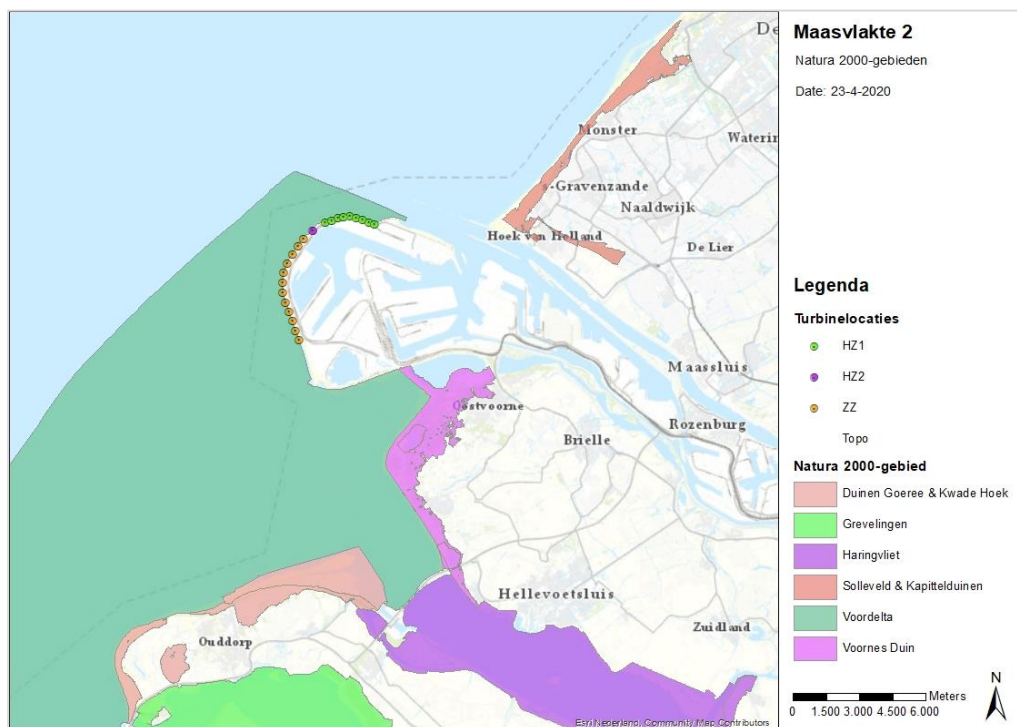 Maasvlakte 2
Natura 2000-gebieden
Date: 23-4-2020
De
Monster
Waterin
s-Gravenzande
Naaldwijk
Hoek van Holland
De Lier
Maassluis
Oostvoorne
Brielle
Rozenburg
Hellevoetsluis
Zuidland
Ouddorp
Esri Nederland, Community Map Contributors
Legenda
Turbinelocaties
HZ1
HZ2
ZZ
Topo
Natura 2000-gebied
Duinen Goeree & Kwade Hoek
Grevelingen
Haringvliet
Solleveld & Kapittelduinen
Voordelta
Voornes Duin
N
Meters
0 1.500 3.000 4.500 6.000